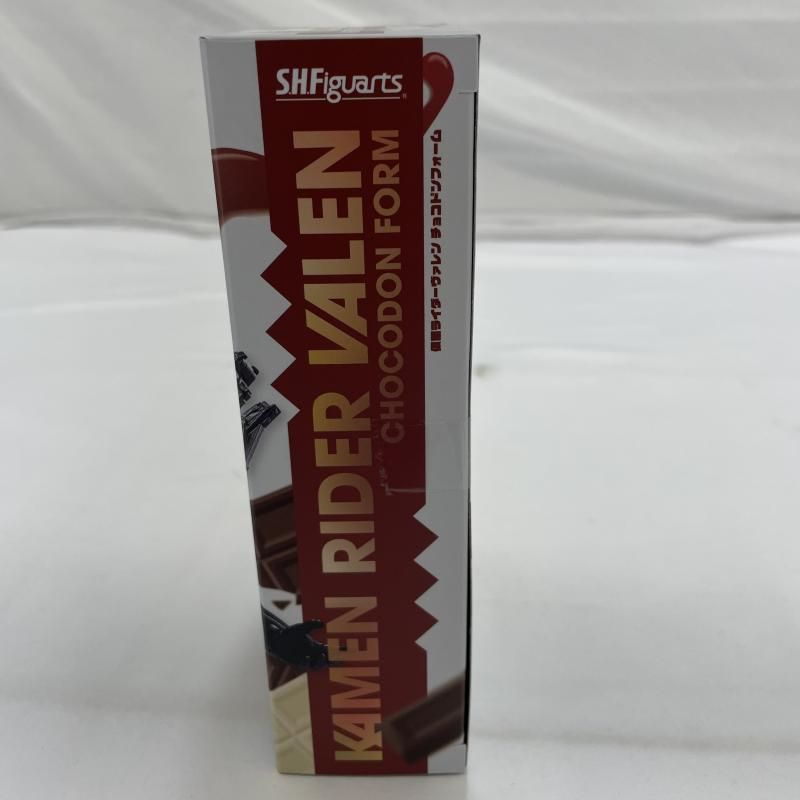 S.H.Figuarts
KAMEN RIDER VALEN
CHOCODON FORM
仮面ライダーヴァレン チョコドンフォーム